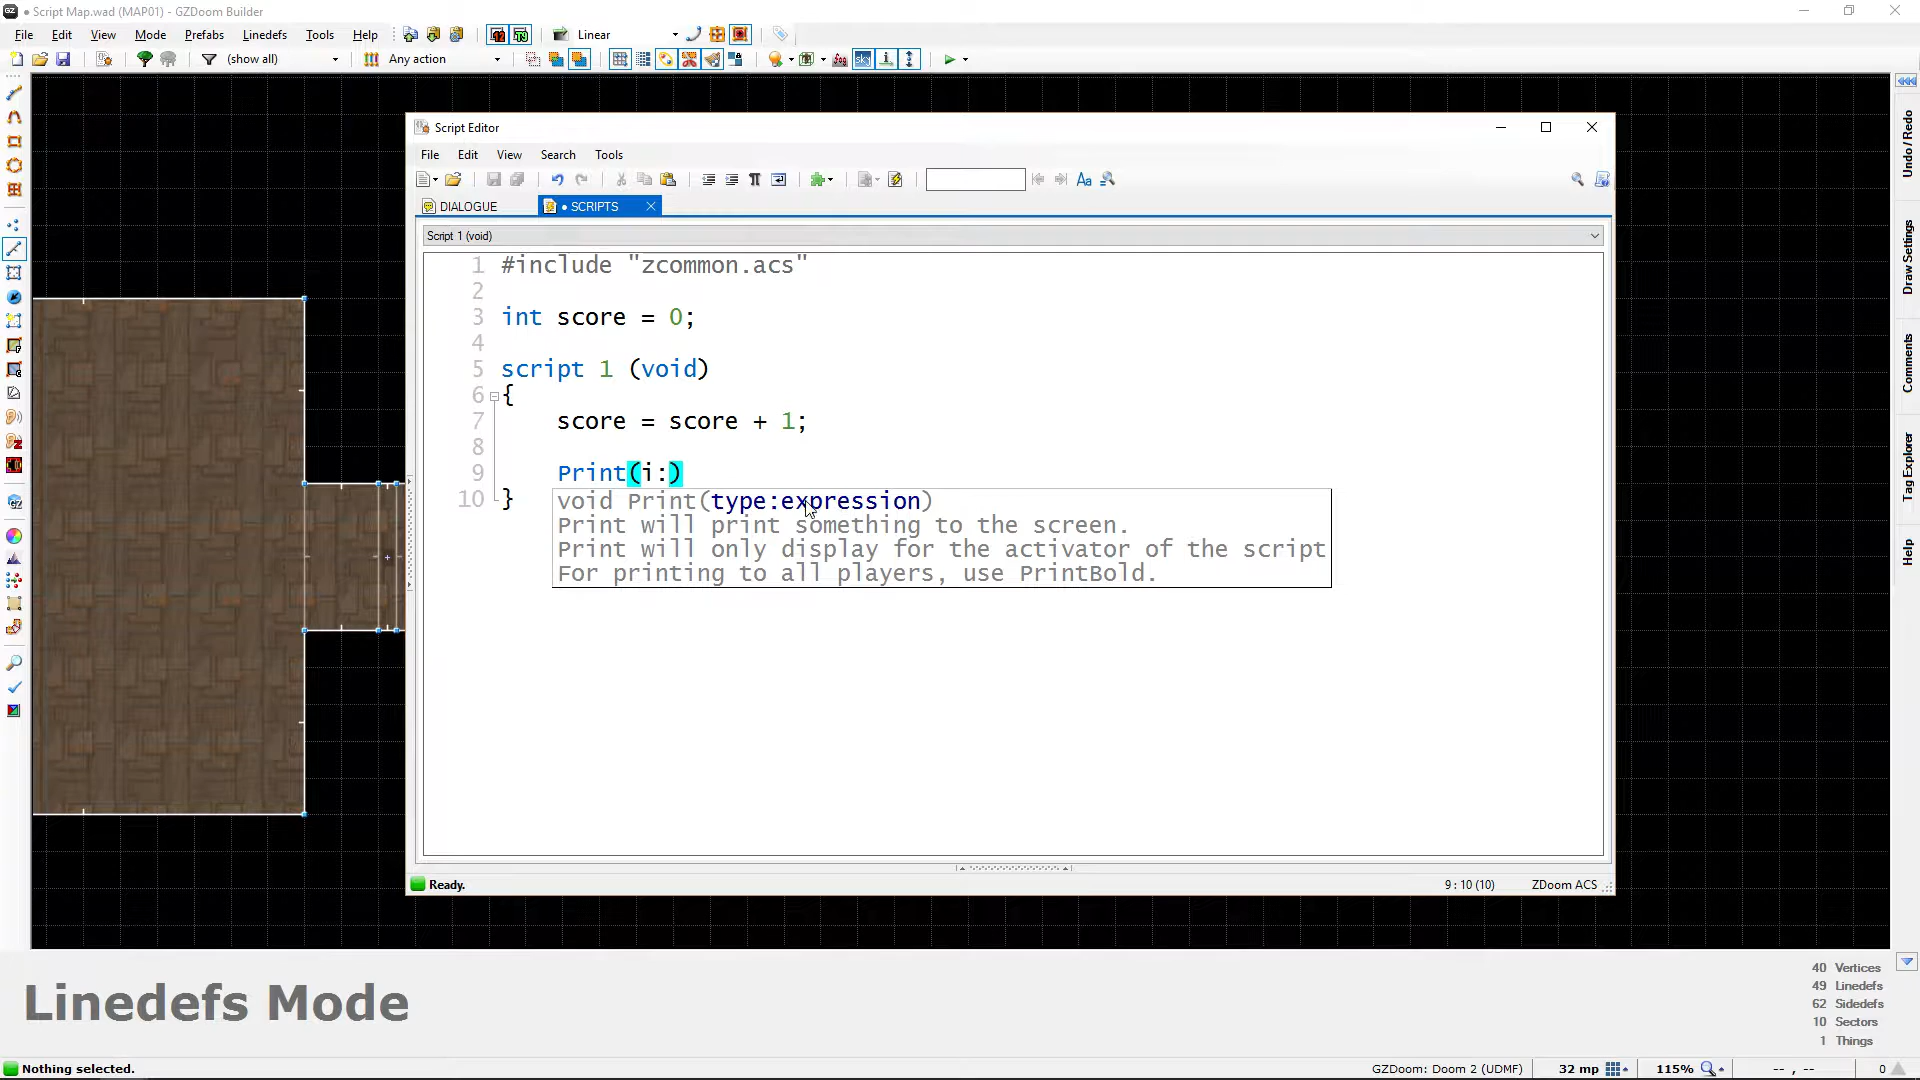 Script Map.wad (MAP01) - GZDoom Builder
File Edit View Mode Prefabs Linedefs Tools Help Linear
(show all) Any action
Script Editor
File Edit View Search Tools
DIALOGUE SCRIPTS
Script 1 (void)
1 #include "zcommon.acs"
2
3 int score = 0;
4
5 script 1 (void)
6 {
7 score = score + 1;
8
9 Print(i:)
10 }
void Print(type:expression)
Print will print something to the screen.
Print will only display for the activator of the script
For printing to all players, use PrintBold.
Ready. 9 : 10 (10) ZDoom ACS
Undo / Redo
Draw Settings
Comments
Tag Explorer
Help
Linedefs Mode
40 Vertices
49 Linedefs
62 Sidedefs
10 Sectors
1 Things
Nothing selected. GZDoom: Doom 2 (UDMF) 32 mp 115% -- , -- 0